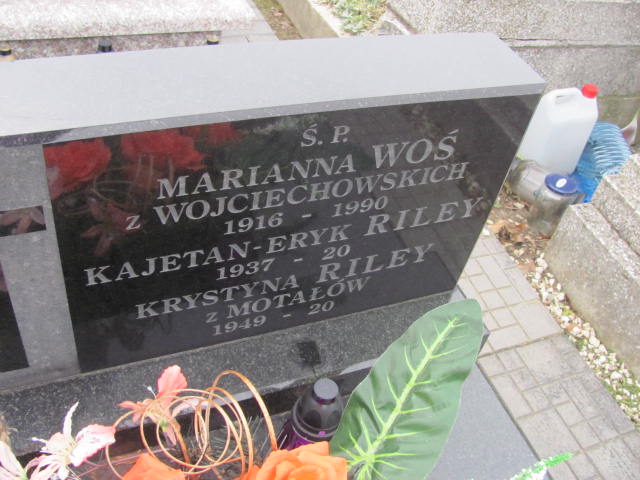 Ś. P.
MARIANNA WOŚ
z WOJCIECHOWSKICH
1916 - 1990
KAJETAN-ERYK RILEY
1937 - 20
KRYSTYNA RILEY
z MOTAŁÓW
1949 - 20